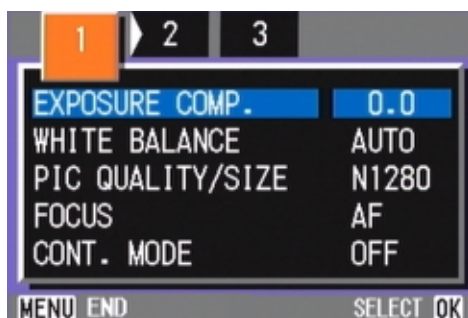 1 2 3
EXPOSURE COMP. 0.0
WHITE BALANCE AUTO
PIC QUALITY/SIZE N1280
FOCUS AF
CONT. MODE OFF
MENU END SELECT OK